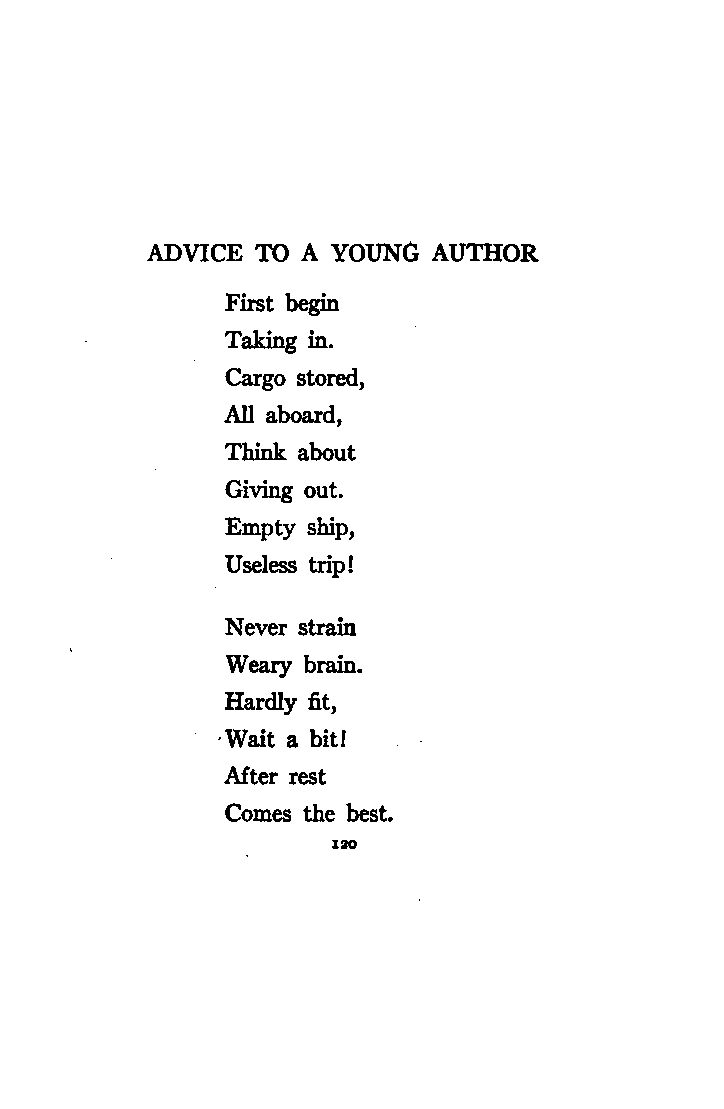 ADVICE TO A YOUNG AUTHOR
First begin
Taking in.
Cargo stored,
All aboard,
Think about
Giving out.
Empty ship,
Useless trip!
Never strain
Weary brain.
Hardly fit,
Wait a bit!
After rest
Comes the best.
120